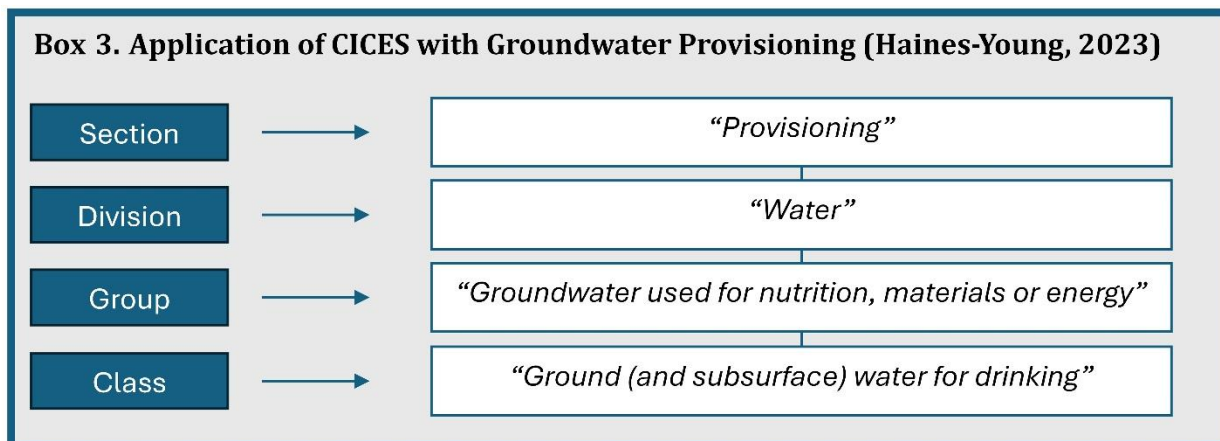 Box 3. Application of CICES with Groundwater Provisioning (Haines-Young, 2023)
Section
“Provisioning”
Division
“Water”
Group
“Groundwater used for nutrition, materials or energy”
Class
“Ground (and subsurface) water for drinking”